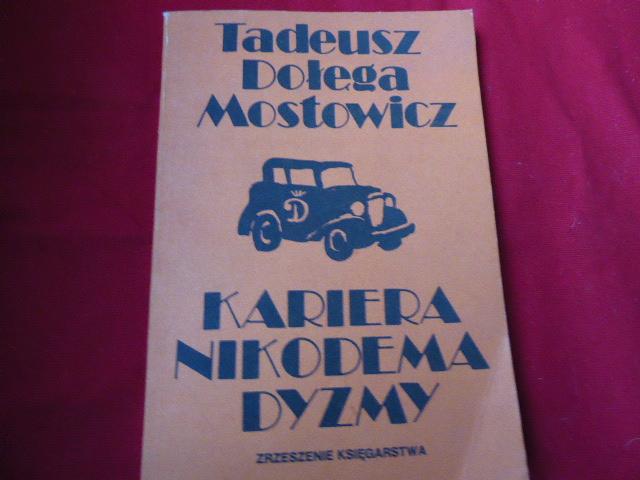 Tadeusz
Dołęga
Mostowicz
D
KARIERA
NIKODEMA
DYZMY
ZRZESZENIE KSIĘGARSTWA